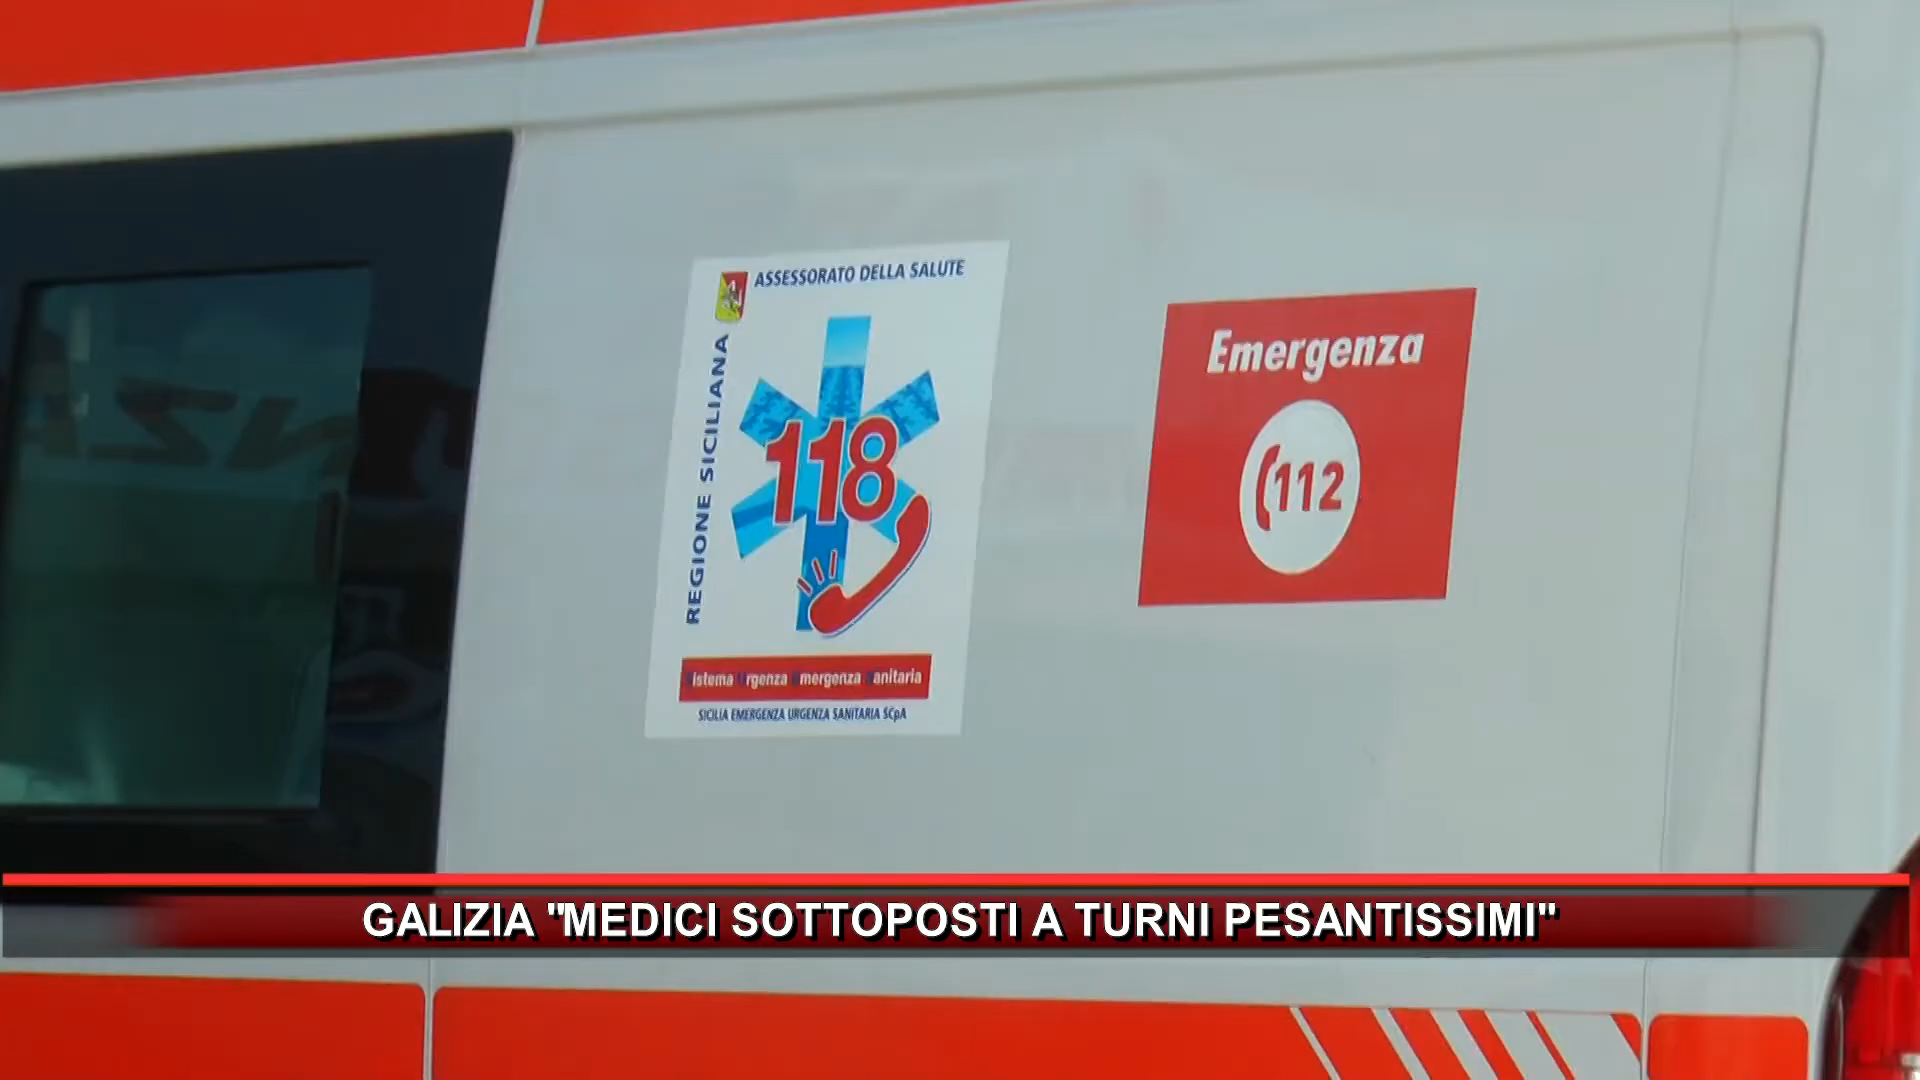 ASSESSORATO DELLA SALUTE
REGIONE SICILIANA
118
istema rgenza mergenza anitaria
SICILIA EMERGENZA URGENZA SANITARIA SCpA
Emergenza
112
GALIZIA "MEDICI SOTTOPOSTI A TURNI PESANTISSIMI"